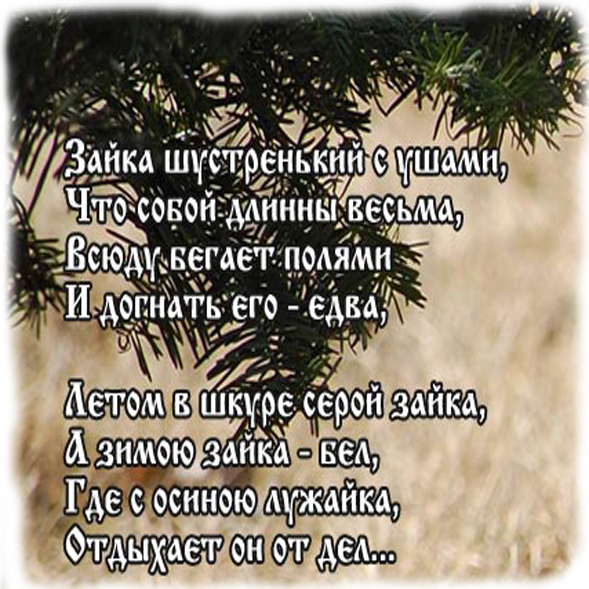 Зайка шустренький с ушами,
Что собой длинны весьма,
Всюду бегает полями
И догнать его - едва,
Летом в шкуре серой зайка,
А зимою зайка - бел,
Где с осиною лужайка,
Отдыхает он от дел...